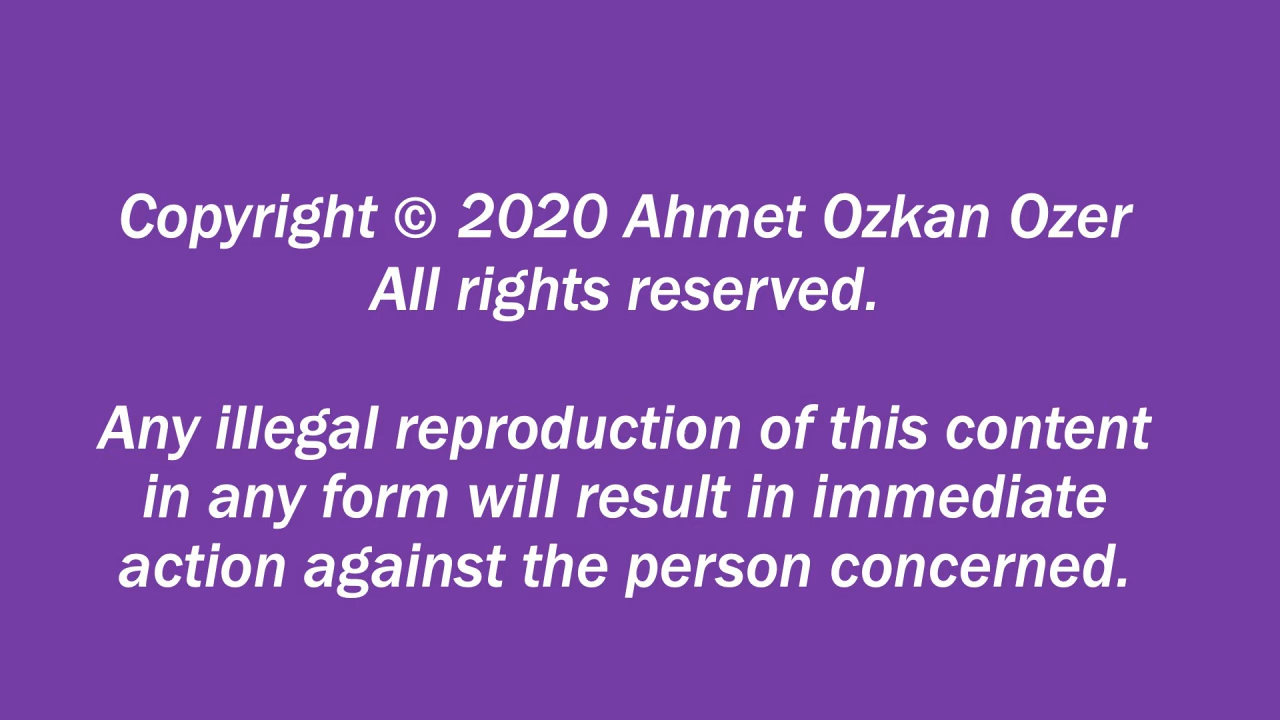 Copyright © 2020 Ahmet Ozkan Ozer
All rights reserved.
Any illegal reproduction of this content
in any form will result in immediate
action against the person concerned.